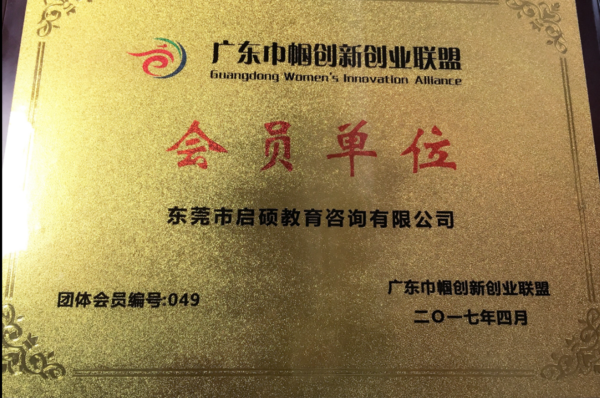 广东巾帼创新创业联盟
Guangdong Women's Innovation Alliance
会员单位
东莞市启硕教育咨询有限公司
团体会员编号:049
广东巾帼创新创业联盟
二〇一七年四月